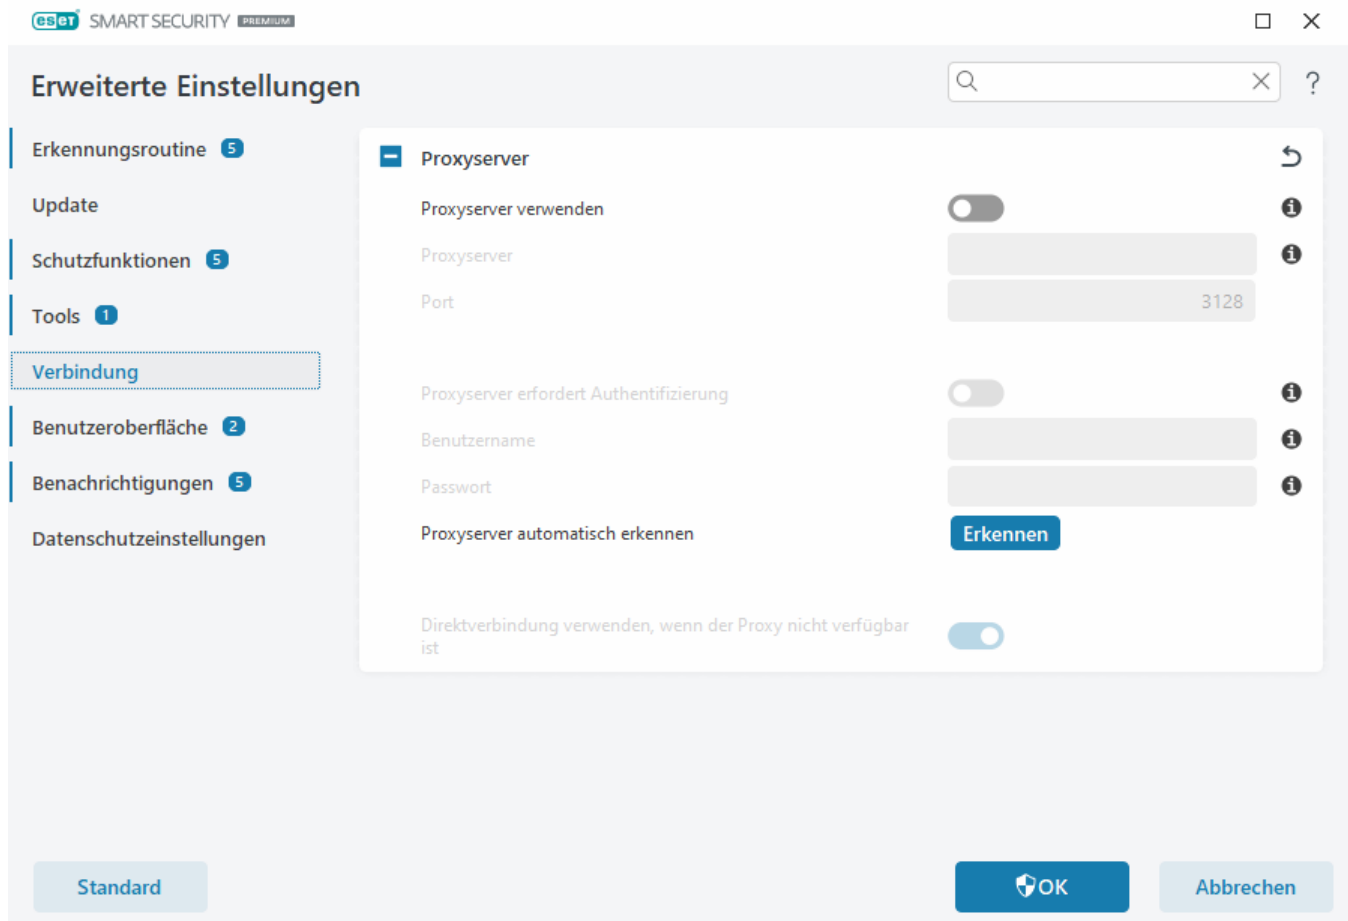 eset SMART SECURITY PREMIUM
Erweiterte Einstellungen
Erkennungsroutine 5
Update
Schutzfunktionen 5
Tools 1
Verbindung
Benutzeroberfläche 2
Benachrichtigungen 5
Datenschutzeinstellungen
Proxyserver
Proxyserver verwenden
Proxyserver
Port 3128
Proxyserver erfordert Authentifizierung
Benutzername
Passwort
Proxyserver automatisch erkennen Erkennen
Direktverbindung verwenden, wenn der Proxy nicht verfügbar
ist
Standard OK Abbrechen